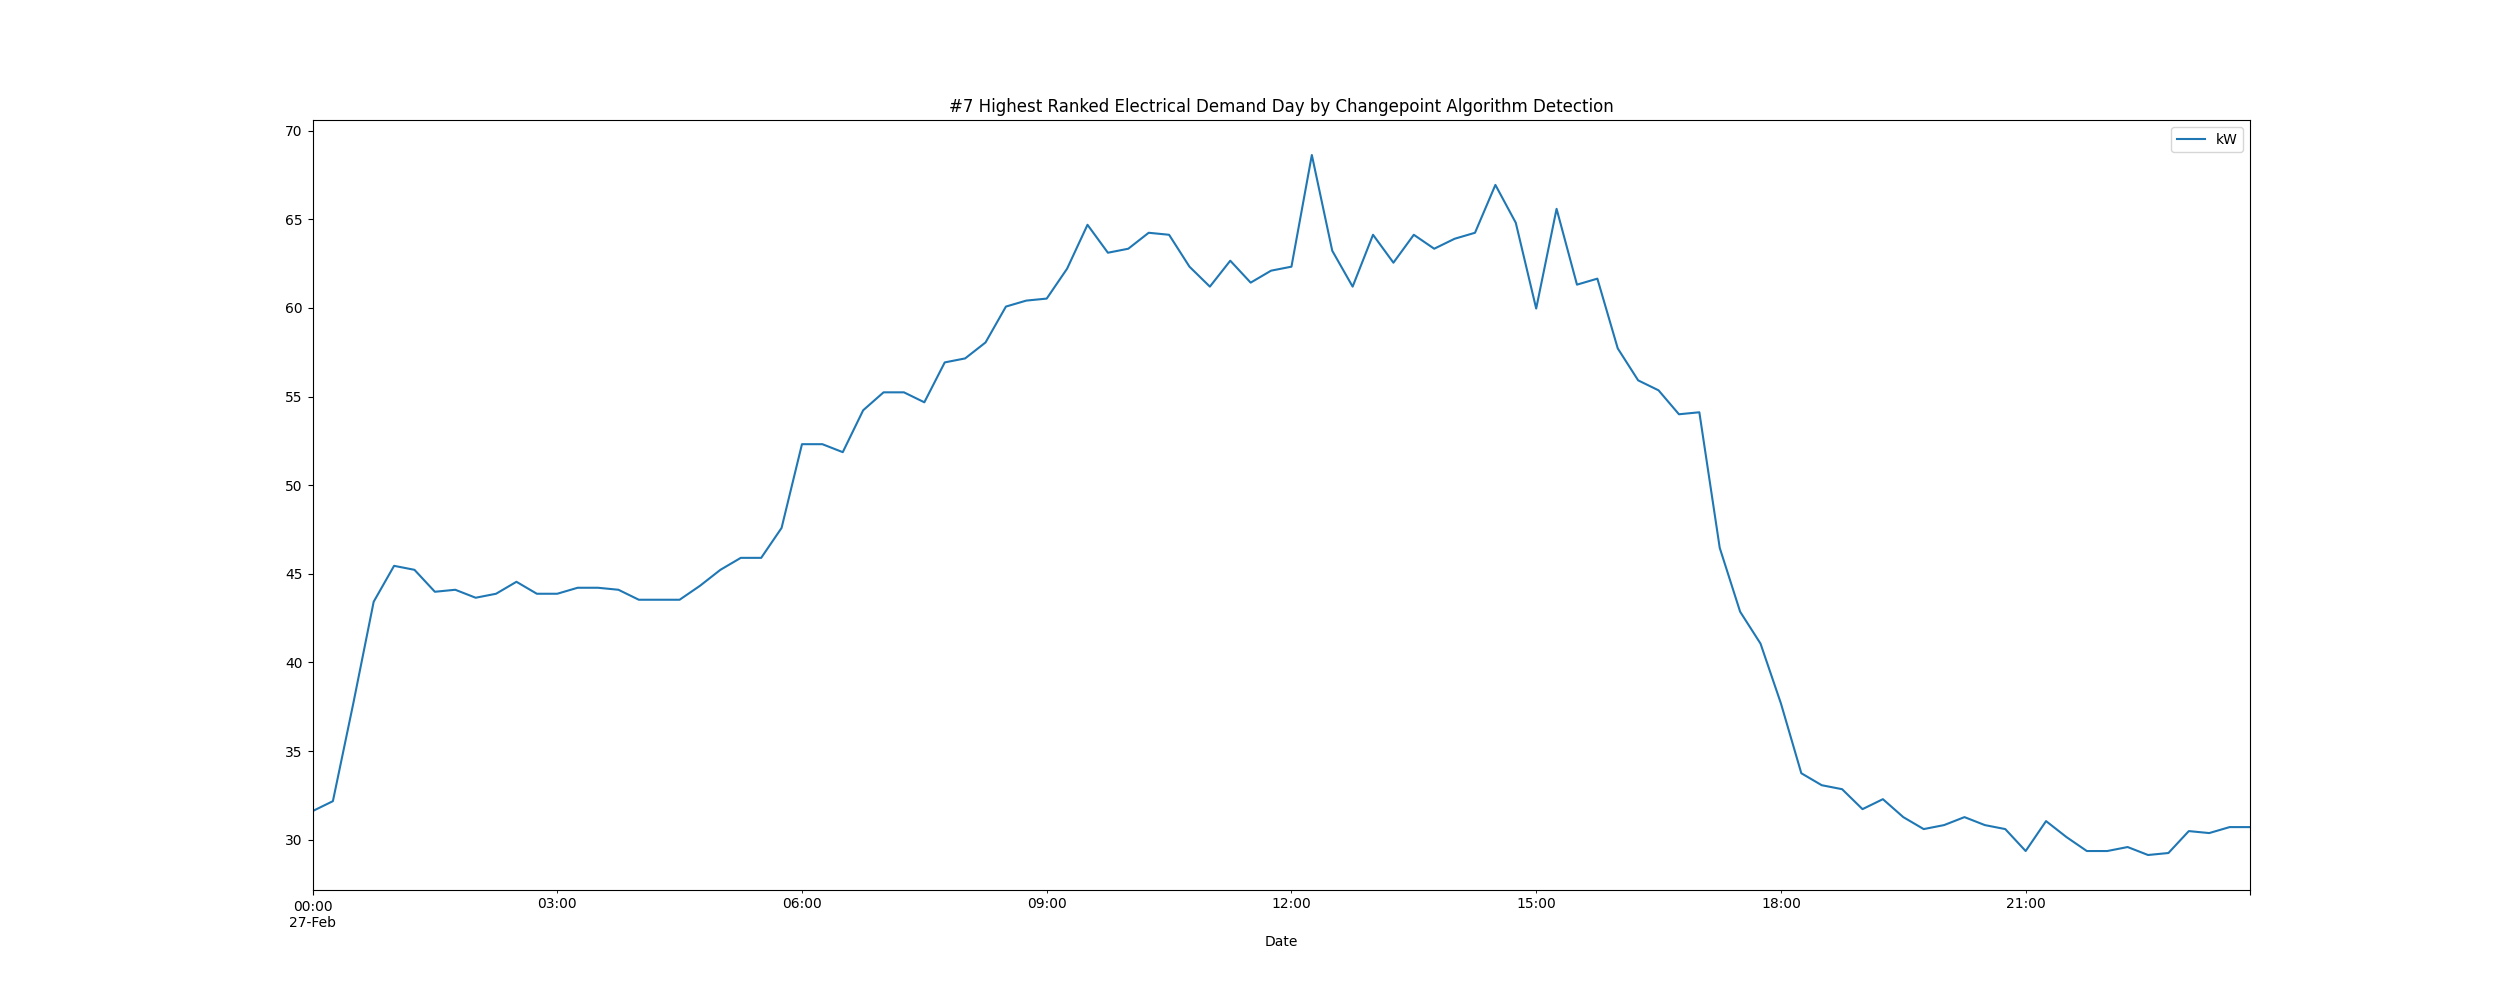 #7 Highest Ranked Electrical Demand Day by Changepoint Algorithm Detection
kW
70
65
60
55
50
45
40
35
30
00:00 03:00 06:00 09:00 12:00 15:00 18:00 21:00
27-Feb
Date